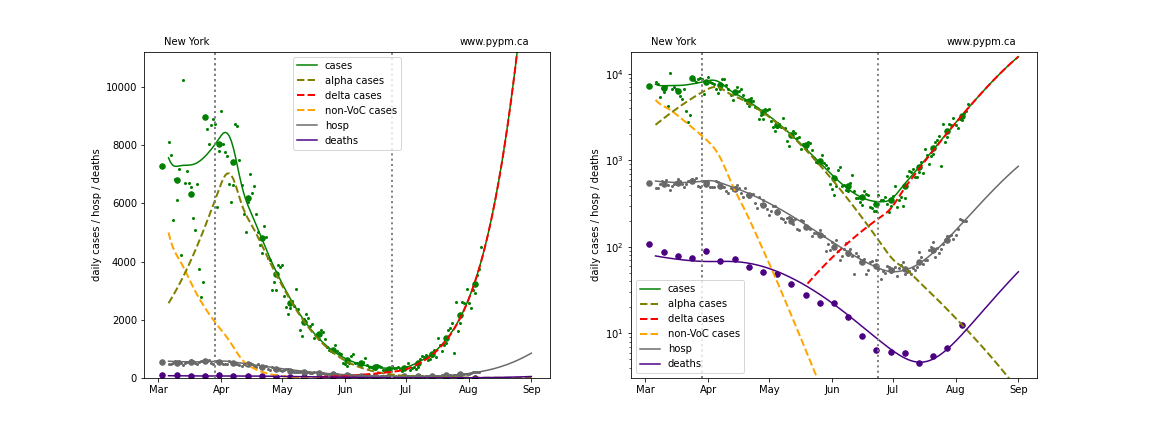 New York
www.pypm.ca
daily cases / hosp / deaths
10000
8000
6000
4000
2000
0
cases
alpha cases
delta cases
non-VoC cases
hosp
deaths
Mar
Apr
May
Jun
Jul
Aug
Sep
New York
www.pypm.ca
daily cases / hosp / deaths
10⁴
10³
10²
10¹
cases
alpha cases
delta cases
non-VoC cases
hosp
deaths
Mar
Apr
May
Jun
Jul
Aug
Sep